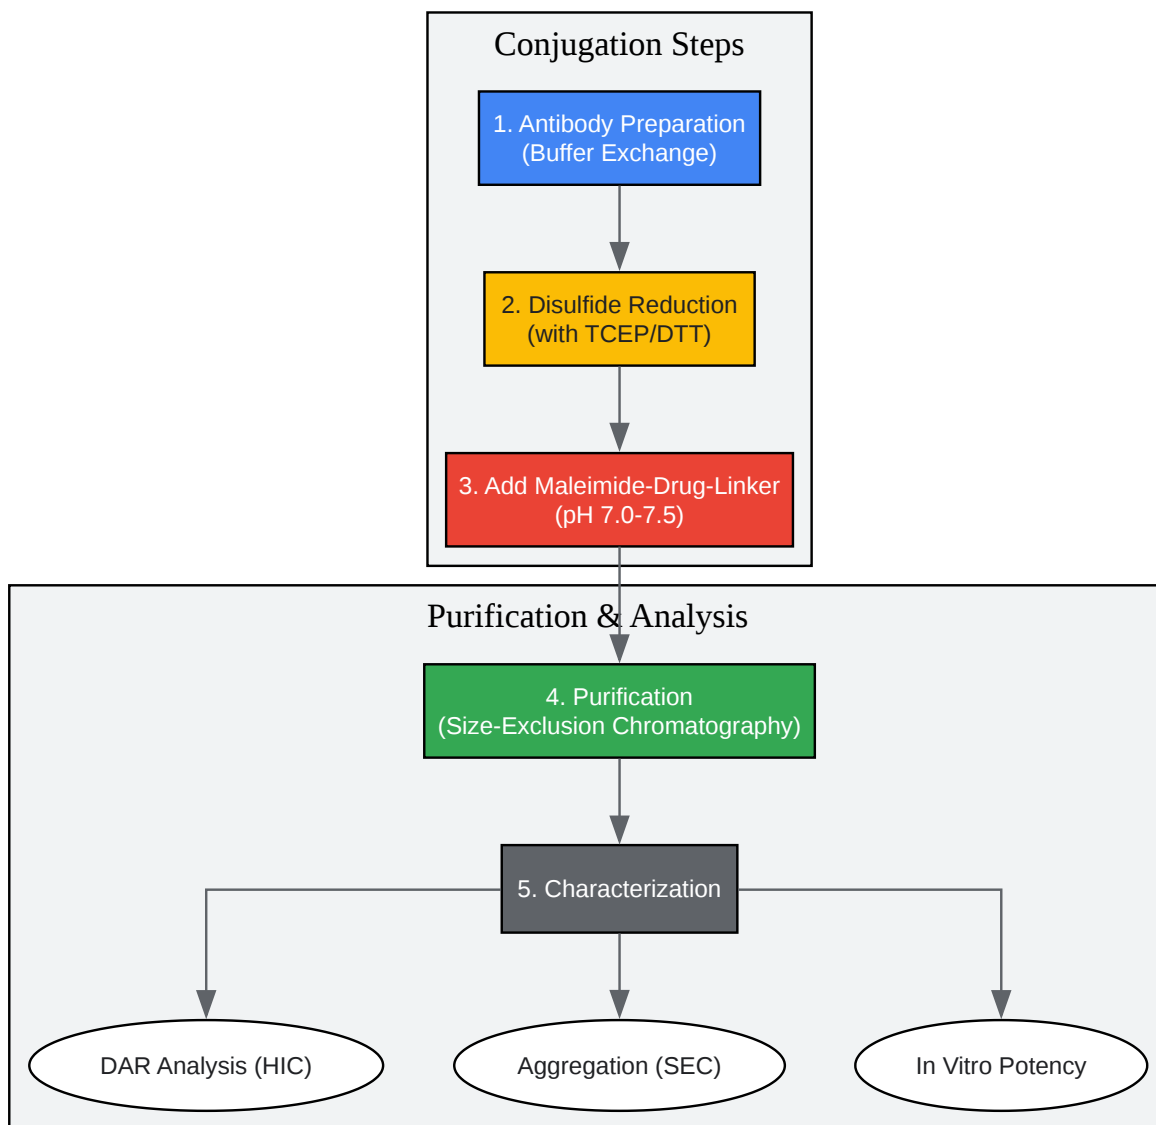 Conjugation Steps
1. Antibody Preparation
(Buffer Exchange)
2. Disulfide Reduction
(with TCEP/DTT)
3. Add Maleimide-Drug-Linker
(pH 7.0-7.5)
Purification & Analysis
4. Purification
(Size-Exclusion Chromatography)
5. Characterization
DAR Analysis (HIC)
Aggregation (SEC)
In Vitro Potency